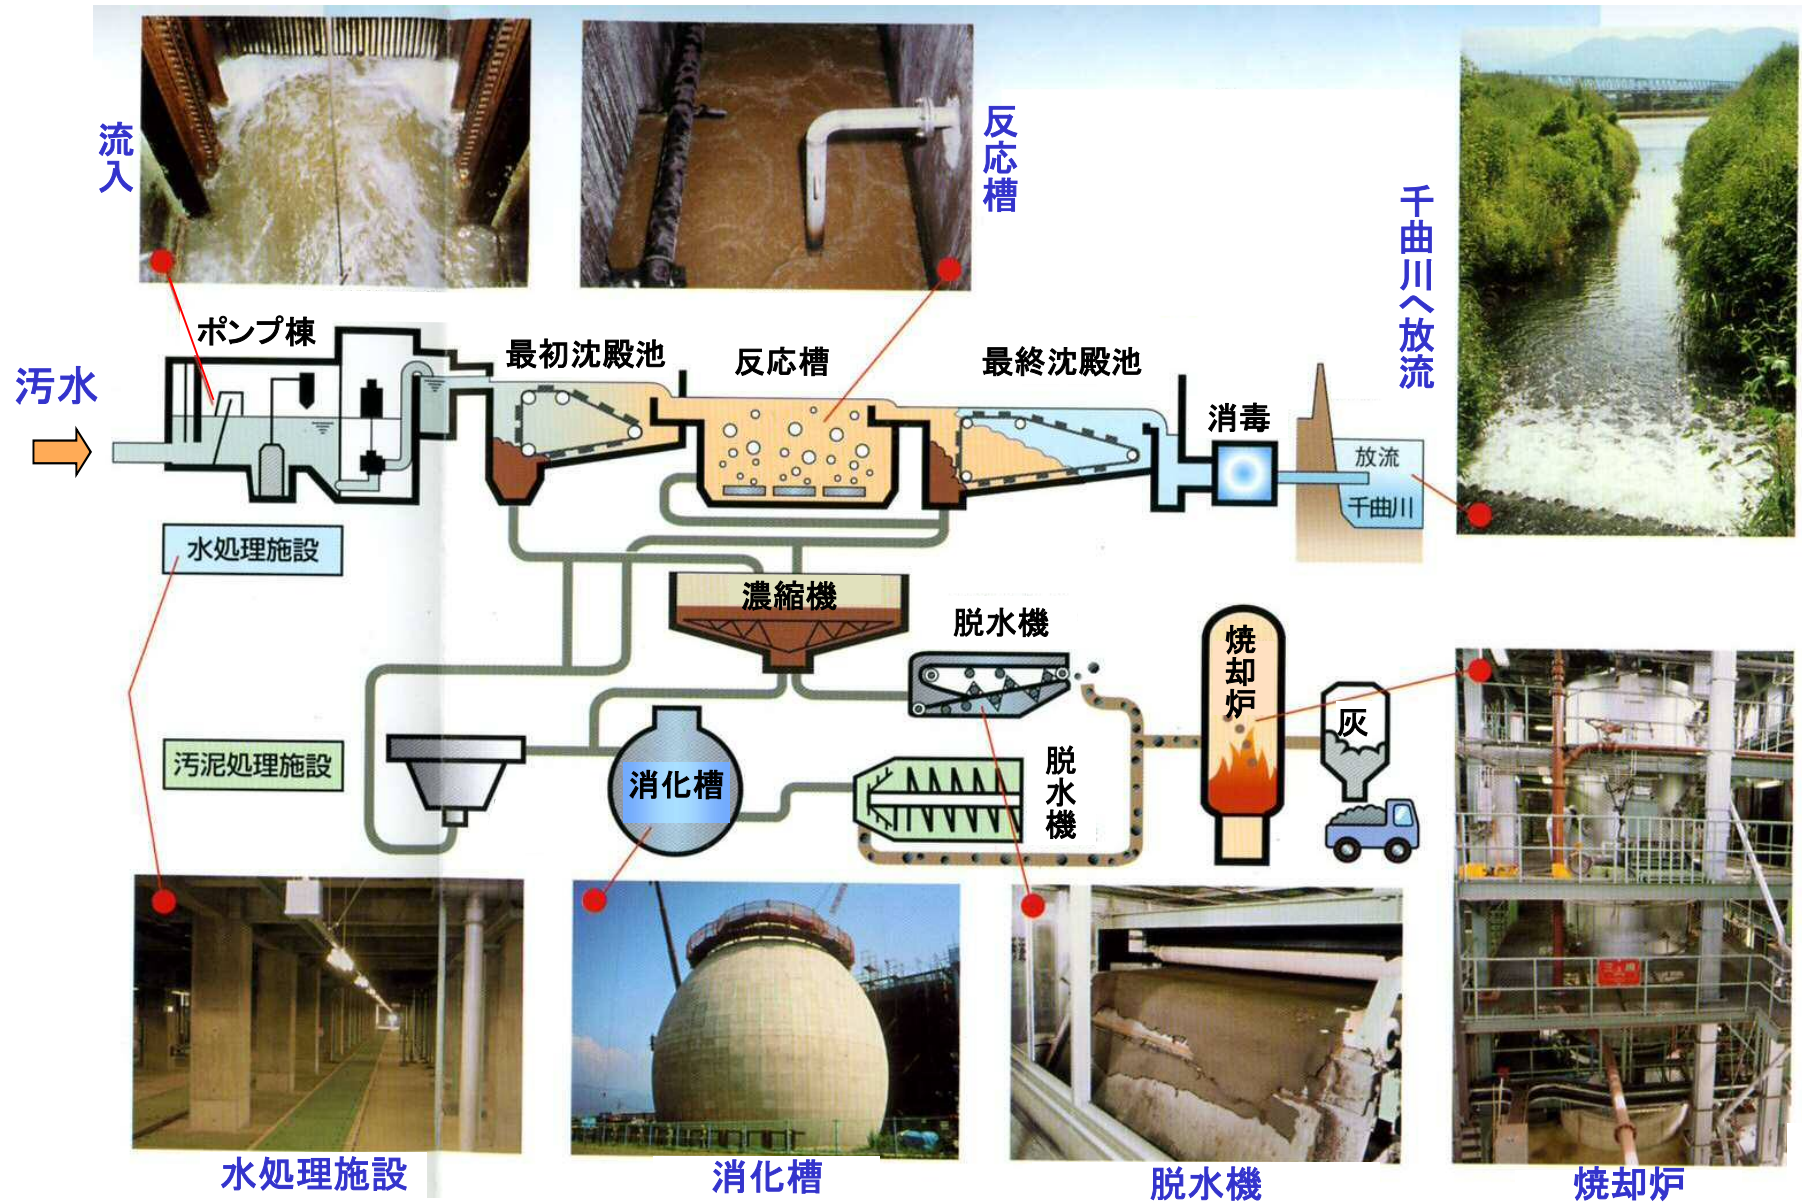 流入
反応槽
千曲川へ放流
汚水
ポンプ棟
最初沈殿池
反応槽
最終沈殿池
消毒
放流
千曲川
水処理施設
濃縮機
脱水機
焼却炉
灰
汚泥処理施設
消化槽
脱水機
水処理施設
消化槽
脱水機
焼却炉